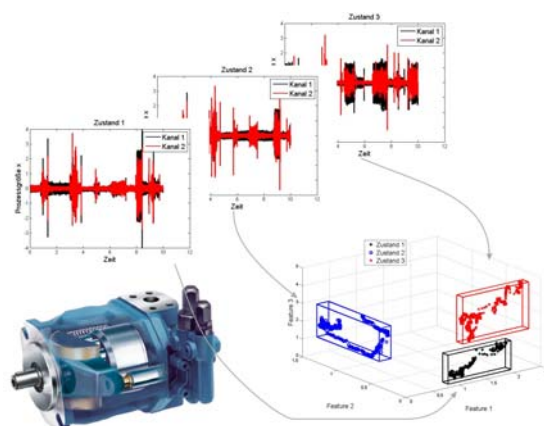 Zustand 3
Kanal 1
Kanal 2
Zustand 2
Kanal 1
Kanal 2
Zeit
Zustand 1
Kanal 1
Kanal 2
Prozessgröße x
Zeit
Zeit
Zustand 1
Zustand 2
Zustand 3
Feature 3
Feature 2
Feature 1